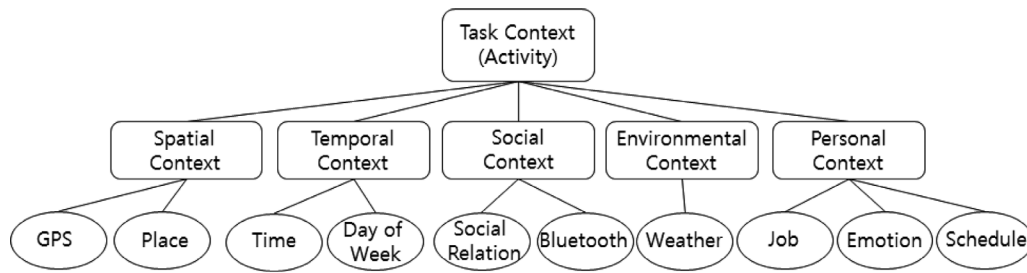 Task Context
(Activity)
Spatial
Context
Temporal
Context
Social
Context
Environmental
Context
Personal
Context
GPS
Place
Time
Day of
Week
Social
Relation
Bluetooth
Weather
Job
Emotion
Schedule